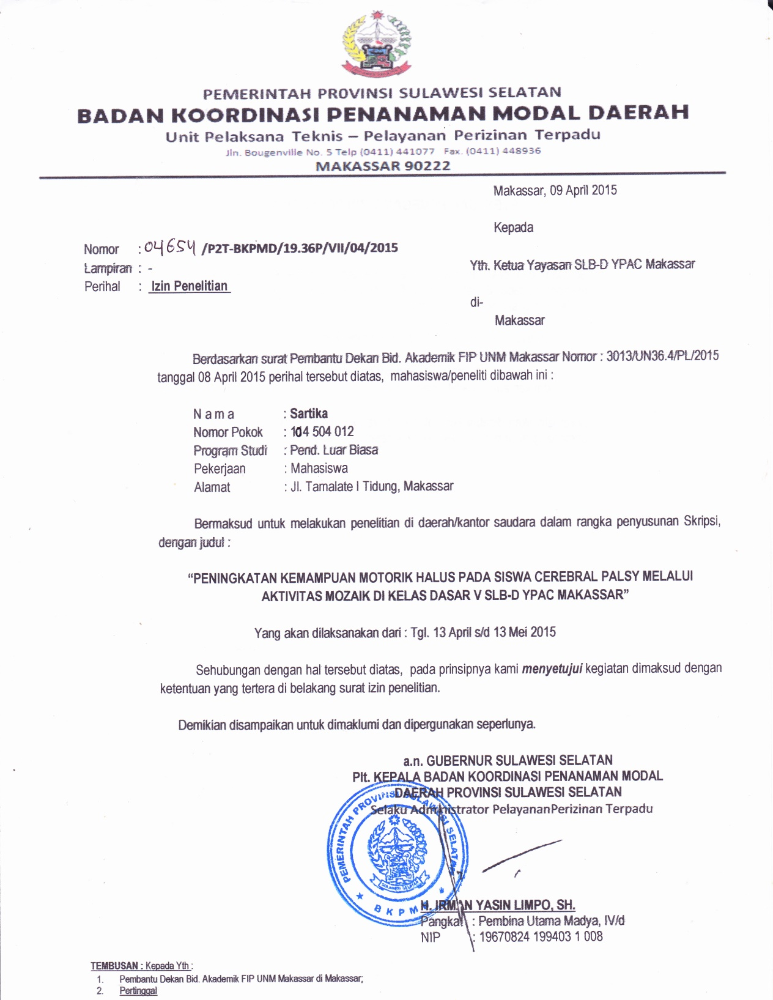 PEMERINTAH PROVINSI SULAWESI SELATAN
BADAN KOORDINASI PENANAMAN MODAL DAERAH
Unit Pelaksana Teknis – Pelayanan Perizinan Terpadu
Jln. Bougenville No. 5 Telp (0411) 441077 Fax. (0411) 448936
MAKASSAR 90222
Makassar, 09 April 2015
Kepada
Nomor : 04654 /P2T-BKPMD/19.36P/VII/04/2015
Lampiran : -
Perihal : Izin Penelitian
Yth. Ketua Yayasan SLB-D YPAC Makassar
di-
Makassar
Berdasarkan surat Pembantu Dekan Bid. Akademik FIP UNM Makassar Nomor : 3013/UN36.4/PL/2015
tanggal 08 April 2015 perihal tersebut diatas, mahasiswa/peneliti dibawah ini :
N a m a : Sartika
Nomor Pokok : 104 504 012
Program Studi : Pend. Luar Biasa
Pekerjaan : Mahasiswa
Alamat : Jl. Tamalate I Tidung, Makassar
Bermaksud untuk melakukan penelitian di daerah/kantor saudara dalam rangka penyusunan Skripsi,
dengan judul :
“PENINGKATAN KEMAMPUAN MOTORIK HALUS PADA SISWA CEREBRAL PALSY MELALUI
AKTIVITAS MOZAIK DI KELAS DASAR V SLB-D YPAC MAKASSAR”
Yang akan dilaksanakan dari : Tgl. 13 April s/d 13 Mei 2015
Sehubungan dengan hal tersebut diatas, pada prinsipnya kami menyetujui kegiatan dimaksud dengan
ketentuan yang tertera di belakang surat izin penelitian.
Demikian disampaikan untuk dimaklumi dan dipergunakan seperlunya.
a.n. GUBERNUR SULAWESI SELATAN
Plt. KEPALA BADAN KOORDINASI PENANAMAN MODAL
DAERAH PROVINSI SULAWESI SELATAN
Selaku Administrator Pelayanan Perizinan Terpadu
PEMERINTAH PROVINSI SULAWESI SELATAN
SULAWESI SELATAN
BKPMD
H. IRMAN YASIN LIMPO, SH.
Pangkat : Pembina Utama Madya, IV/d
NIP : 19670824 199403 1 008
TEMBUSAN : Kepada Yth :
1. Pembantu Dekan Bid. Akademik FIP UNM Makassar di Makassar;
2. Pertinggal